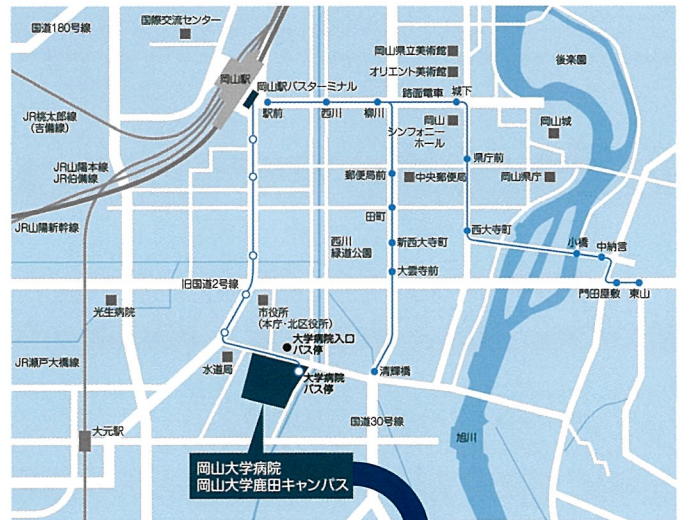 国道180号線
国際交流センター
岡山県立美術館
後楽園
オリエント美術館
岡山駅
岡山駅バスターミナル
路面電車
城下
駅前
西川
柳川
JR桃太郎線
(吉備線)
岡山
シンフォニー
ホール
岡山城
県庁前
JR山陽本線
JR伯備線
郵便局前
中央郵便局
岡山県庁
田町
JR山陽新幹線
西川
緑道公園
新西大寺町
西大寺町
小橋
中納言
大雲寺前
旧国道2号線
門田屋敷
東山
光生病院
市役所
(本庁・北区役所)
大学病院入口
バス停
JR瀬戸大橋線
水道局
大学病院
バス停
清輝橋
国道30号線
大元駅
旭川
岡山大学病院
岡山大学鹿田キャンパス